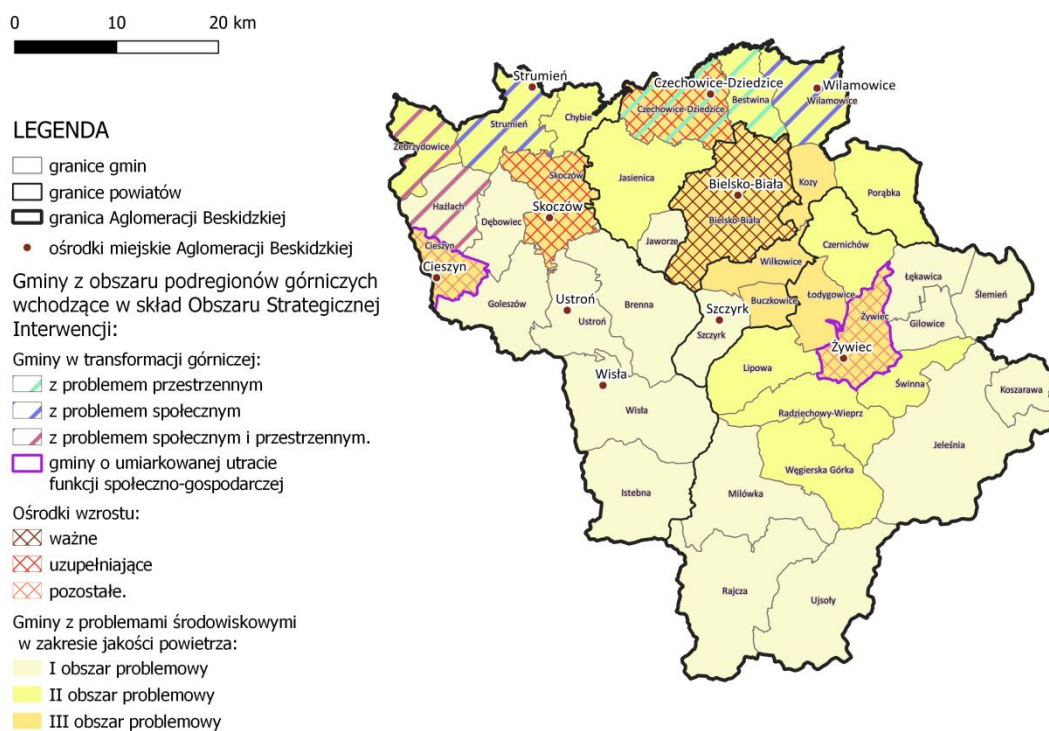 0 10 20 km
LEGENDA
granice gmin
granice powiatów
granica Aglomeracji Beskidzkiej
ośrodki miejskie Aglomeracji Beskidzkiej
Gminy z obszaru podregionów górniczych
wchodzące w skład Obszaru Strategicznej
Interwencji:
Gminy w transformacji górniczej:
z problemem przestrzennym
z problemem społecznym
z problemem społecznym i przestrzennym.
gminy o umiarkowanej utracie
funkcji społeczno-gospodarczej
Ośrodki wzrostu:
ważne
uzupełniające
pozostałe.
Gminy z problemami środowiskowymi
w zakresie jakości powietrza:
I obszar problemowy
II obszar problemowy
III obszar problemowy
Strumień
Czechowice-Dziedzice
Wilamowice
Czechowice-Dziedzice
Bestwina
Wilamowice
Strumień
Chybie
Zebrzydowice
Skoczów
Jasienica
Kozy
Porąbka
Hażlach
Dębowiec
Skoczów
Bielsko-Biała
Bielsko-Biała
Cieszyn
Cieszyn
Jaworze
Czernichów
Wilkowice
Łękawica
Ślemień
Goleszów
Ustroń
Ustroń
Brenna
Szczyrk
Szczyrk
Buczkowice
Łodygowice
Żywiec
Gilowice
Żywiec
Wisła
Wisła
Lipowa
Świnna
Koszarawa
Radziechowy-Wieprz
Jeleśnia
Węgierska Górka
Istebna
Milówka
Rajcza
Ujsoły